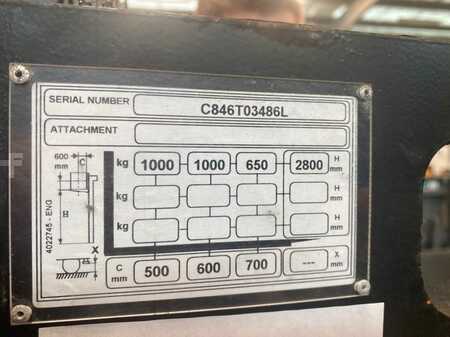 SERIAL NUMBER C846T03486L
ATTACHMENT
600 mm C kg 1000 1000 650 2800 H mm
kg H mm
H kg H mm
4022745 - ENG
X
C mm 500 600 700 --- X mm